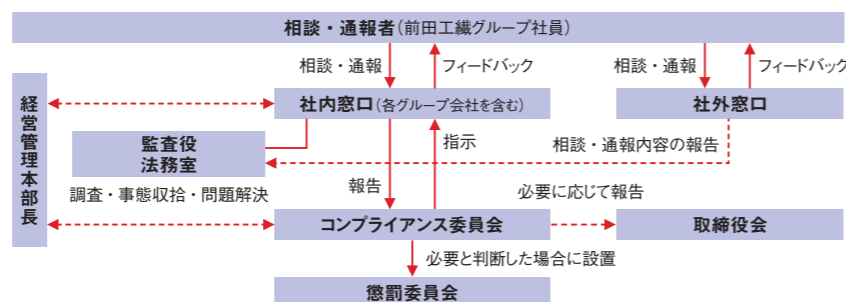 相談・通報者(前田工繊グループ社員)
相談・通報
フィードバック
相談・通報
フィードバック
経営管理本部長
社内窓口(各グループ会社を含む)
社外窓口
監査役
法務室
指示
相談・通報内容の報告
調査・事態収拾・問題解決
報告
必要に応じて報告
コンプライアンス委員会
取締役会
必要と判断した場合に設置
懲罰委員会